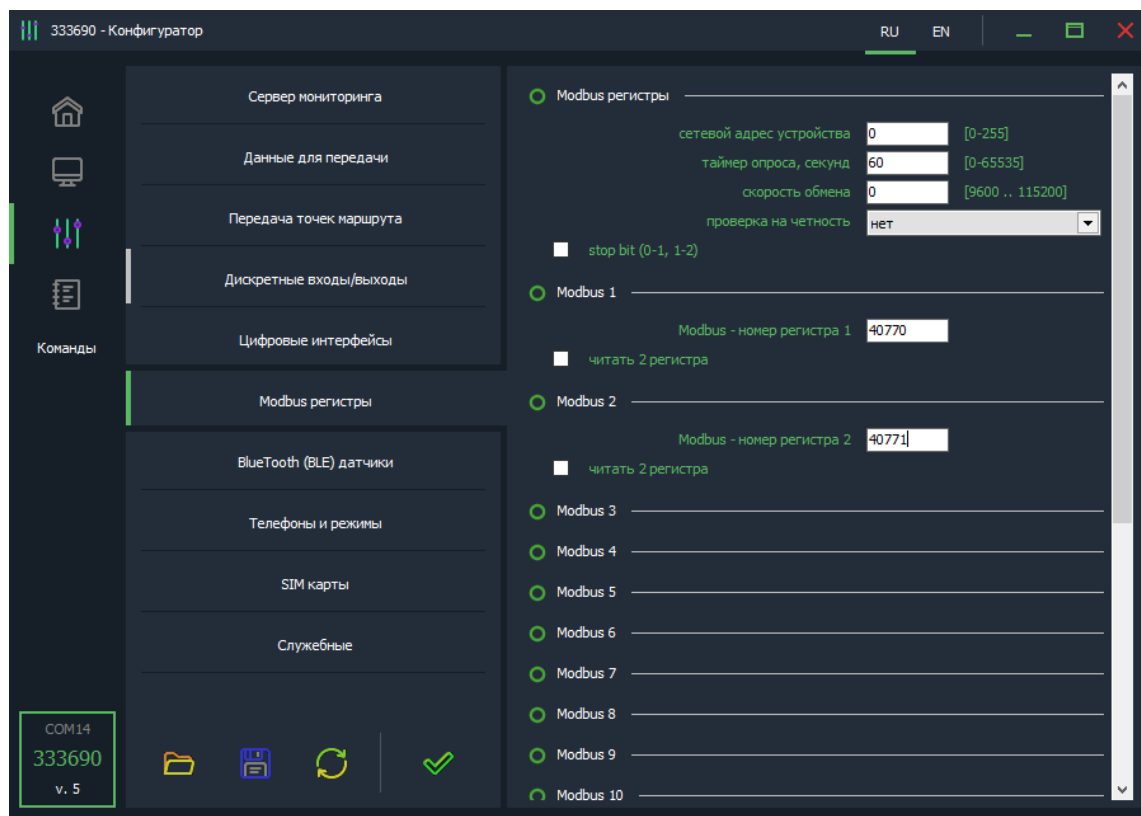 333690 - Конфигуратор
RU EN
Команды
COM14
333690
v. 5
Сервер мониторинга
Данные для передачи
Передача точек маршрута
Дискретные входы/выходы
Цифровые интерфейсы
Modbus регистры
BlueTooth (BLE) датчики
Телефоны и режимы
SIM карты
Служебные
Modbus регистры
сетевой адрес устройства 0 [0-255]
таймер опроса, секунд 60 [0-65535]
скорость обмена 0 [9600 .. 115200]
проверка на четность нет
stop bit (0-1, 1-2)
Modbus 1
Modbus - номер регистра 1 40770
читать 2 регистра
Modbus 2
Modbus - номер регистра 2 40771
читать 2 регистра
Modbus 3
Modbus 4
Modbus 5
Modbus 6
Modbus 7
Modbus 8
Modbus 9
Modbus 10